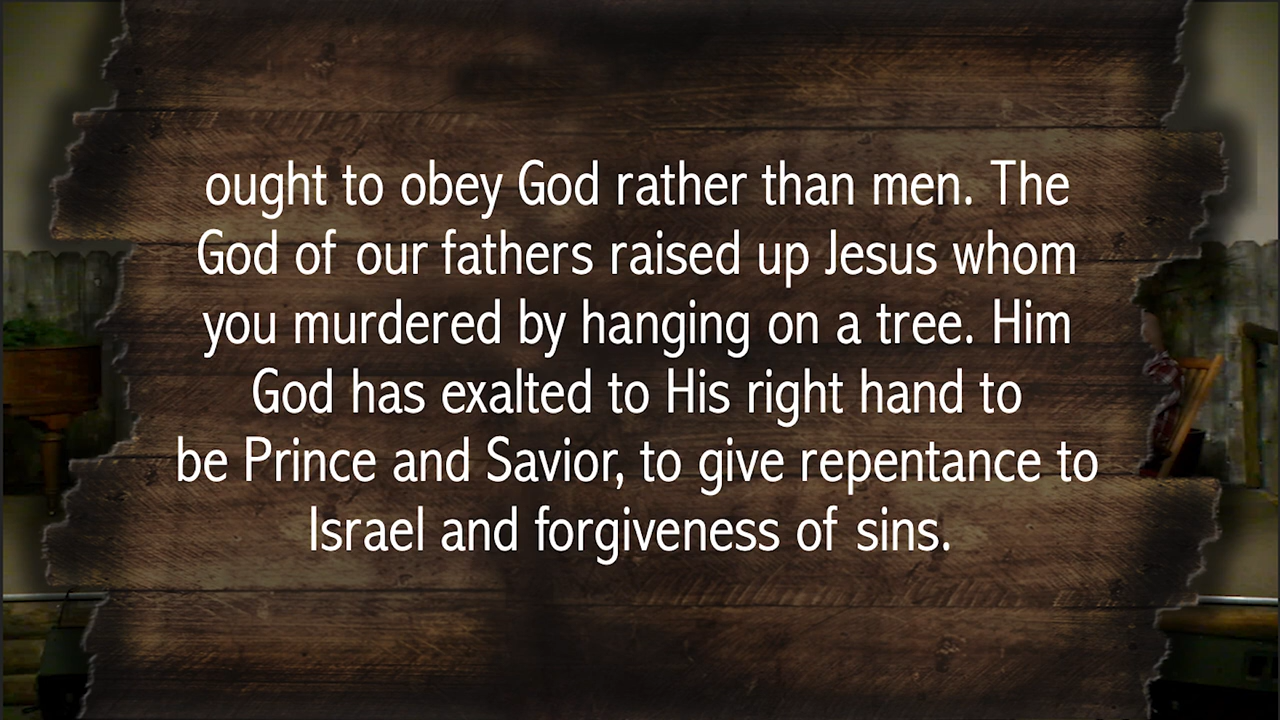 ought to obey God rather than men. The
God of our fathers raised up Jesus whom
you murdered by hanging on a tree. Him
God has exalted to His right hand to
be Prince and Savior, to give repentance to
Israel and forgiveness of sins.